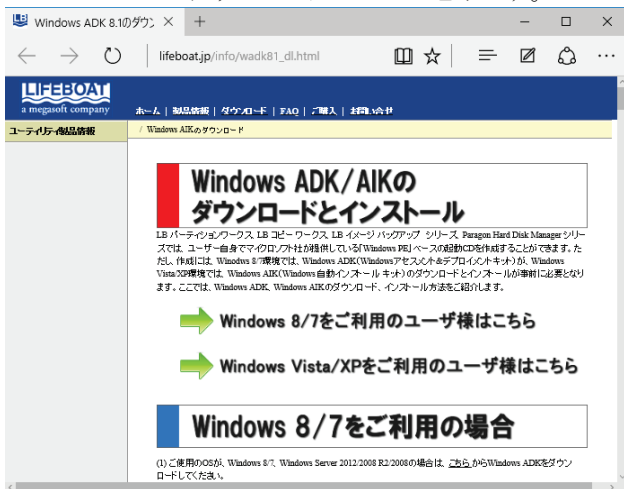 Windows ADK 8.1のダウン
lifeboat.jp/info/wadk81_dl.html
LIFEBOAT
a megasoft company
ホーム | 製品情報 | ダウンロード | FAQ | ご購入 | お問い合せ
ユーティリティ製品情報
/ Windows AIKのダウンロード
Windows ADK/AIKの
ダウンロードとインストール
LB パーティションワークス、LB コピー ワークス、LB イメージ バックアップ シリーズ、Paragon Hard Disk Manager シリー
ズでは、ユーザー自身でマイクロソフト社が提供している「Windows PE」ベースの起動CDを作成することができます。た
だし、作成には、Windows 8/7環境では、Windows ADK(Windowsアセスメント&デプロイメントキット)が、Windows
Vista/XP環境では、Windows AIK(Windows 自動インストール キット)のダウンロードとインストールが事前に必要となり
ます。ここでは、Windows ADK、Windows AIKのダウンロード、インストール方法をご紹介します。
Windows 8/7をご利用のユーザ様はこちら
Windows Vista/XPをご利用のユーザ様はこちら
Windows 8/7をご利用の場合
(1) ご使用のOSが、Windows 8/7、Windows Server 2012/2008 R2/2008の場合は、こちら からWindows ADKをダウン
ロードしてください。